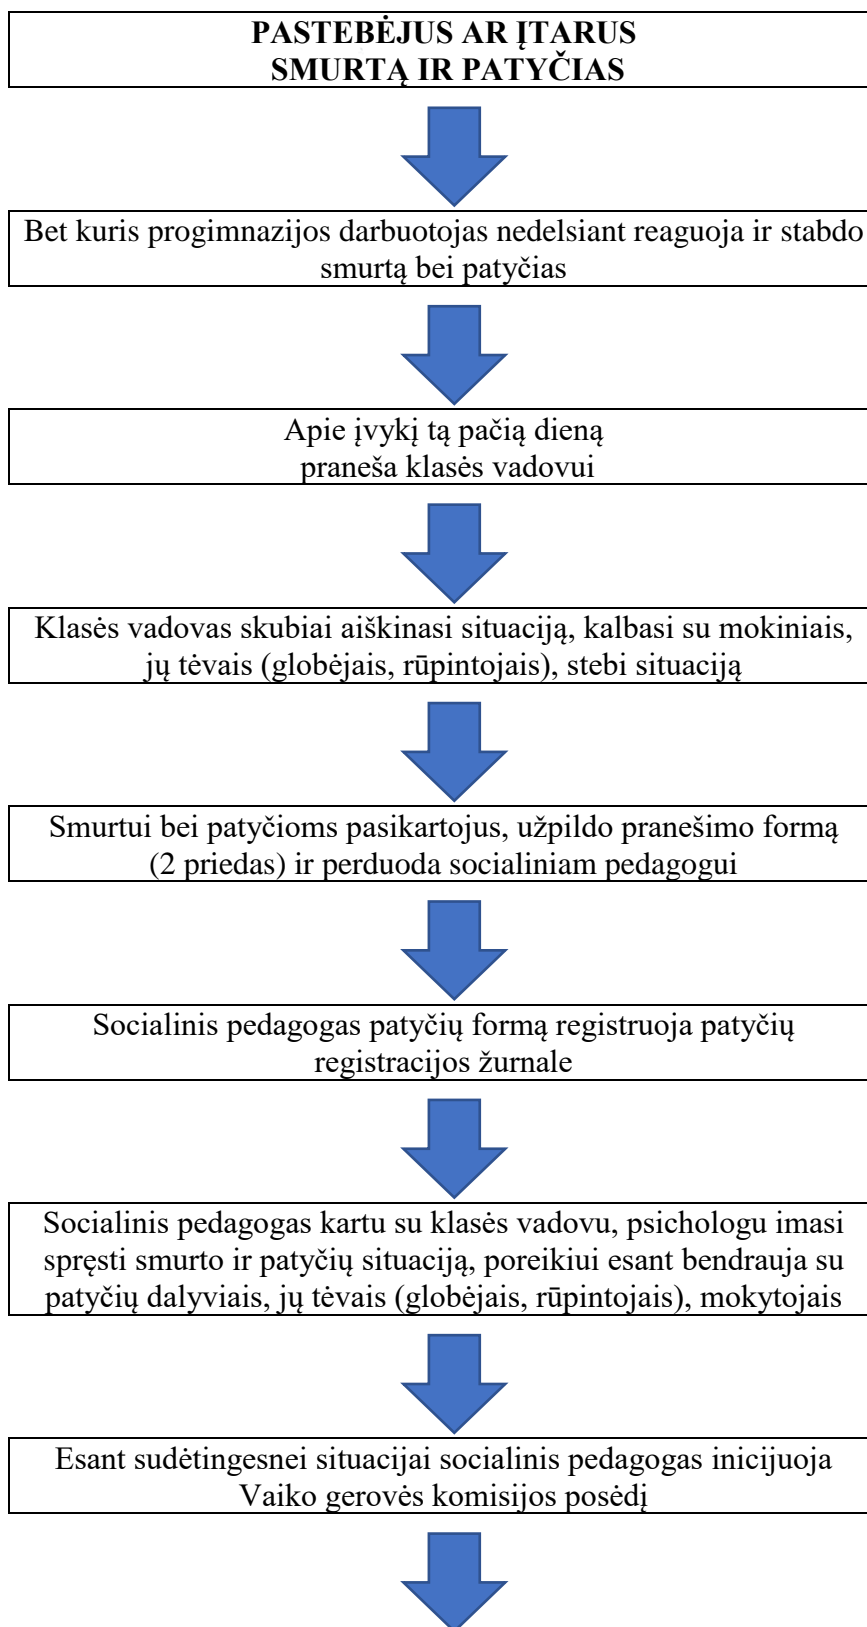 PASTEBĖJUS AR ĮTARUS
SMURTĄ IR PATYČIAS
Bet kuris progimnazijos darbuotojas nedelsiant reaguoja ir stabdo
smurtą bei patyčias
Apie įvykį tą pačią dieną
praneša klasės vadovui
Klasės vadovas skubiai aiškinasi situaciją, kalbasi su mokiniais,
jų tėvais (globėjais, rūpintojais), stebi situaciją
Smurtui bei patyčioms pasikartojus, užpildo pranešimo formą
(2 priedas) ir perduoda socialiniam pedagogui
Socialinis pedagogas patyčių formą registruoja patyčių
registracijos žurnale
Socialinis pedagogas kartu su klasės vadovu, psichologu imasi
spręsti smurto ir patyčių situaciją, poreikiui esant bendrauja su
patyčių dalyviais, jų tėvais (globėjais, rūpintojais), mokytojais
Esant sudėtingesnei situacijai socialinis pedagogas inicijuoja
Vaiko gerovės komisijos posėdį